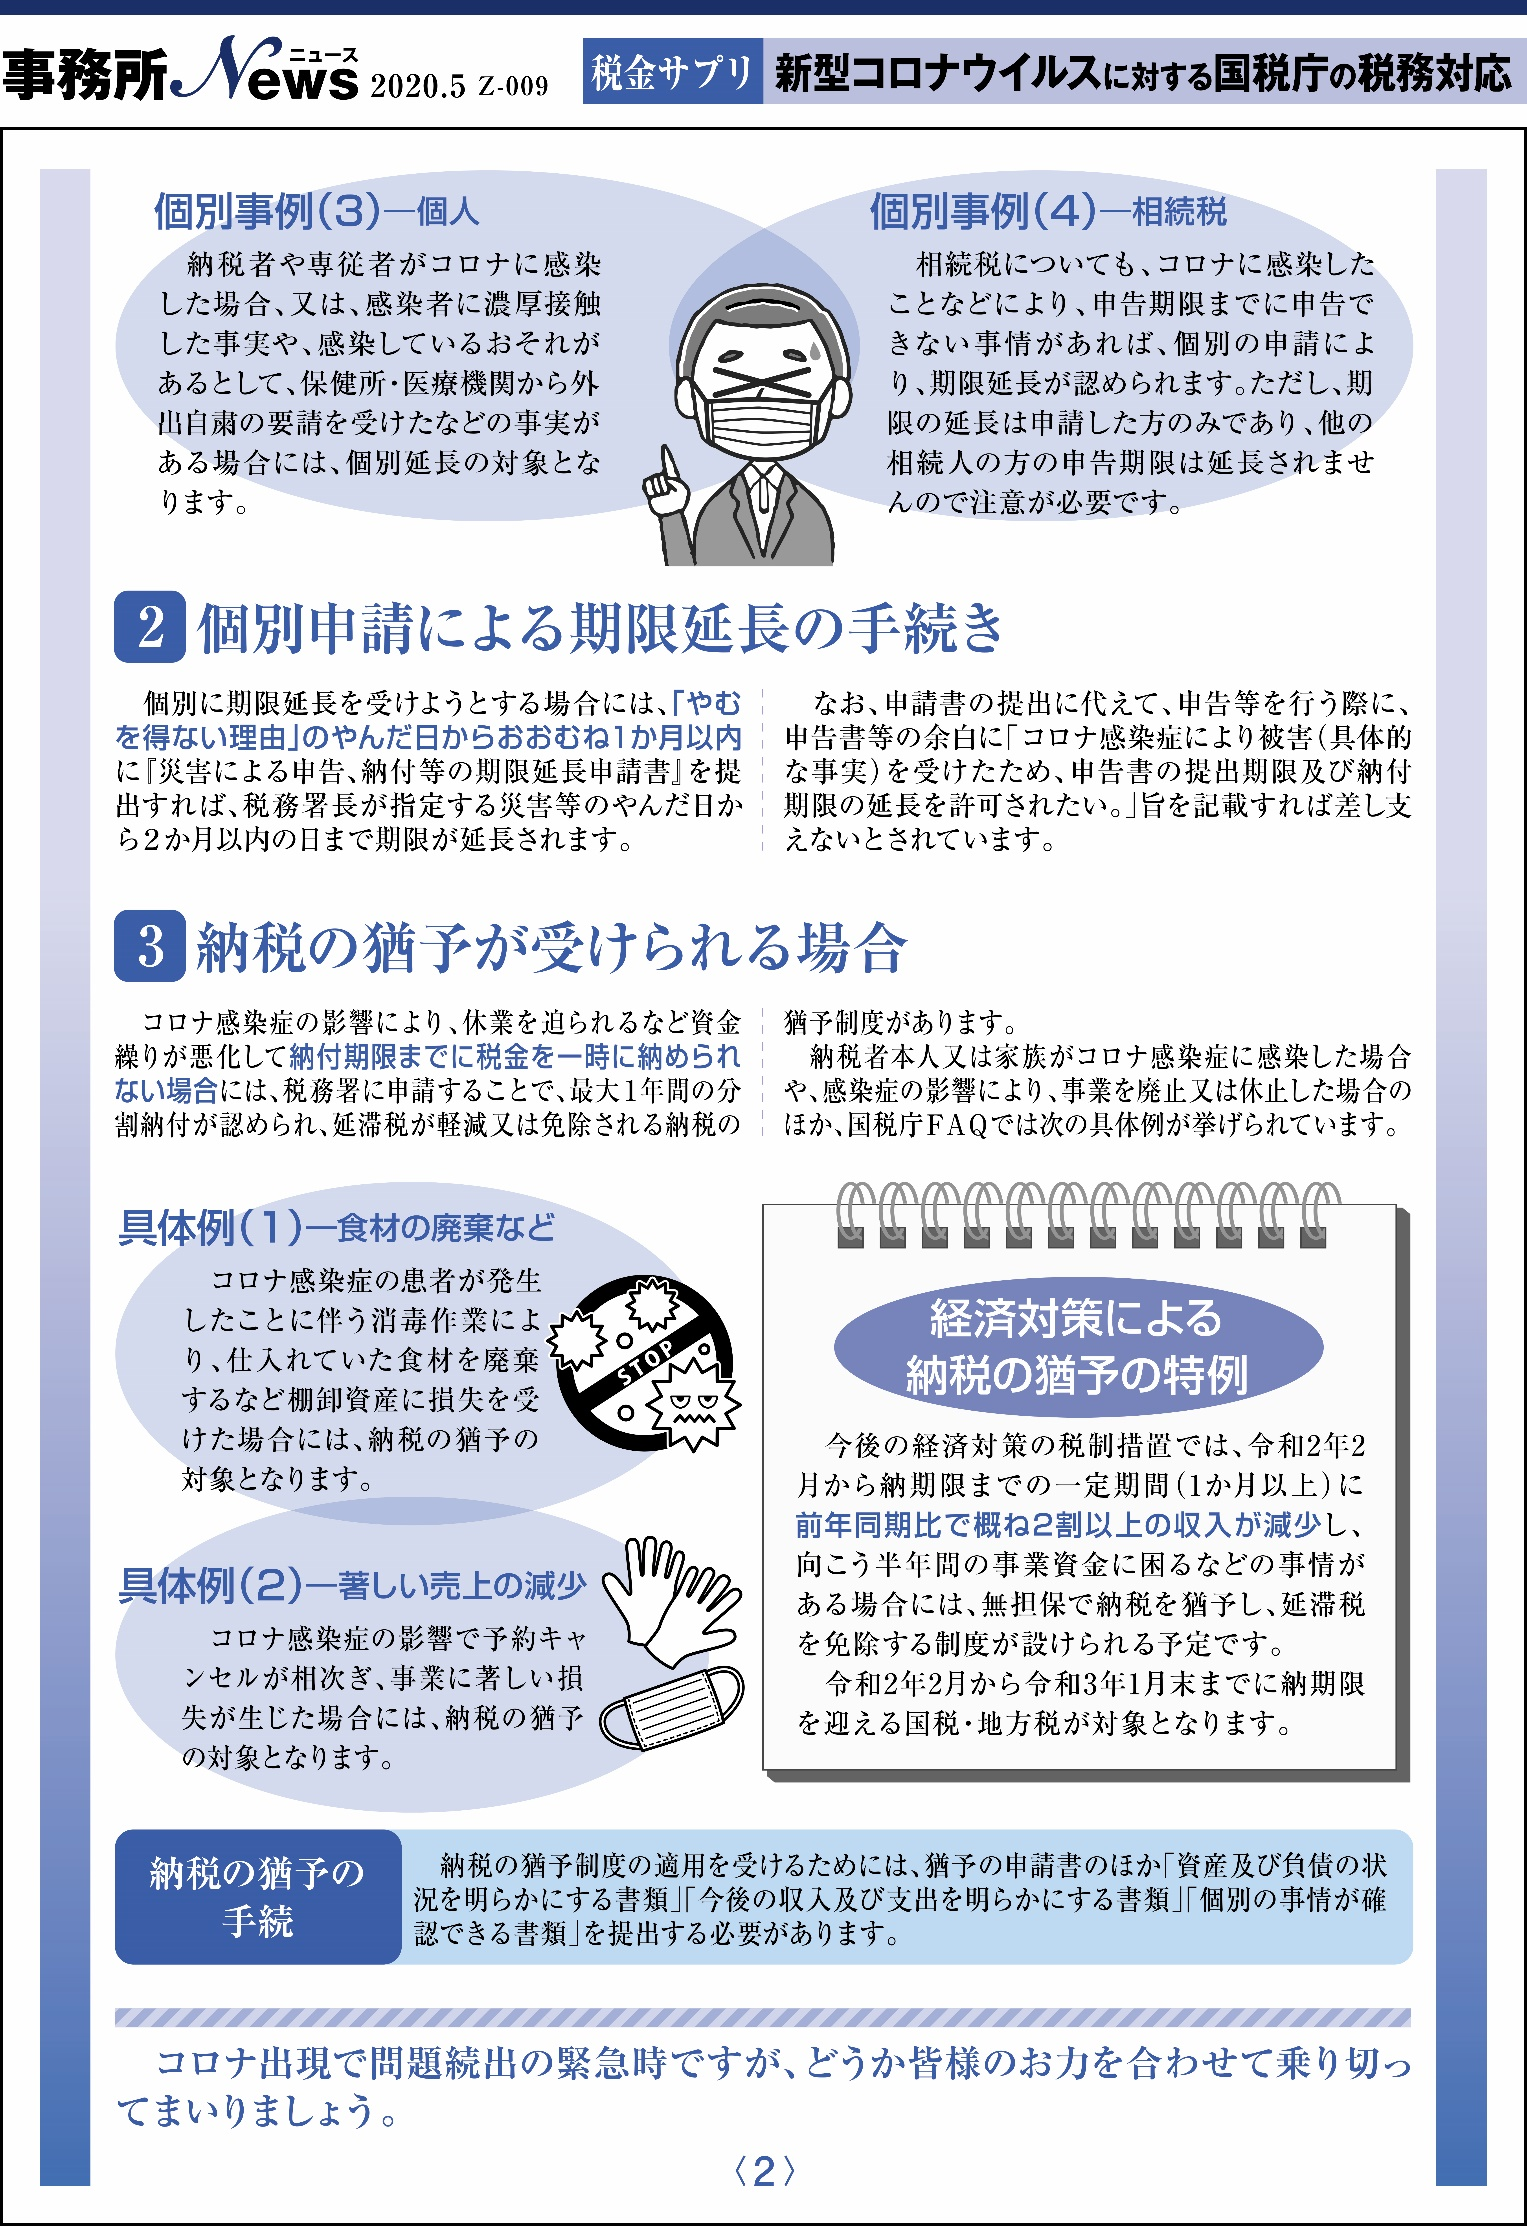 事務所News ニュース 2020.5 Z-009
税金サプリ 新型コロナウイルスに対する国税庁の税務対応
個別事例(3)―個人
　納税者や専従者がコロナに感染
した場合、又は、感染者に濃厚接触
した事実や、感染しているおそれが
あるとして、保健所・医療機関から外
出自粛の要請を受けたなどの事実が
ある場合には、個別延長の対象とな
ります。
個別事例(4)―相続税
　相続税についても、コロナに感染した
ことなどにより、申告期限までに申告で
きない事情があれば、個別の申請によ
り、期限延長が認められます。ただし、期
限の延長は申請した方のみであり、他の
相続人の方の申告期限は延長されませ
んので注意が必要です。
2 個別申請による期限延長の手続き
　個別に期限延長を受けようとする場合には、「やむ
を得ない理由」のやんだ日からおおむね1か月以内
に『災害による申告、納付等の期限延長申請書』を提
出すれば、税務署長が指定する災害等のやんだ日か
ら2か月以内の日まで期限が延長されます。
　なお、申請書の提出に代えて、申告等を行う際に、
申告書等の余白に「コロナ感染症により被害(具体的
な事実)を受けたため、申告書の提出期限及び納付
期限の延長を許可されたい。」旨を記載すれば差し支
えないとされています。
3 納税の猶予が受けられる場合
　コロナ感染症の影響により、休業を迫られるなど資金
繰りが悪化して納付期限までに税金を一時に納められ
ない場合には、税務署に申請することで、最大1年間の分
割納付が認められ、延滞税が軽減又は免除される納税の
猶予制度があります。
　納税者本人又は家族がコロナ感染症に感染した場合
や、感染症の影響により、事業を廃止又は休止した場合の
ほか、国税庁FAQでは次の具体例が挙げられています。
具体例(1)―食材の廃棄など
　コロナ感染症の患者が発生
したことに伴う消毒作業によ
り、仕入れていた食材を廃棄
するなど棚卸資産に損失を受
けた場合には、納税の猶予の
対象となります。
STOP
具体例(2)―著しい売上の減少
　コロナ感染症の影響で予約キャ
ンセルが相次ぎ、事業に著しい損
失が生じた場合には、納税の猶予
の対象となります。
経済対策による
納税の猶予の特例
　今後の経済対策の税制措置では、令和2年2
月から納期限までの一定期間(1か月以上)に
前年同期比で概ね2割以上の収入が減少し、
向こう半年間の事業資金に困るなどの事情が
ある場合には、無担保で納税を猶予し、延滞税
を免除する制度が設けられる予定です。
　令和2年2月から令和3年1月末までに納期限
を迎える国税・地方税が対象となります。
納税の猶予の
手続
　納税の猶予制度の適用を受けるためには、猶予の申請書のほか「資産及び負債の状
況を明らかにする書類」「今後の収入及び支出を明らかにする書類」「個別の事情が確
認できる書類」を提出する必要があります。
　コロナ出現で問題続出の緊急時ですが、どうか皆様のお力を合わせて乗り切っ
てまいりましょう。
〈2〉